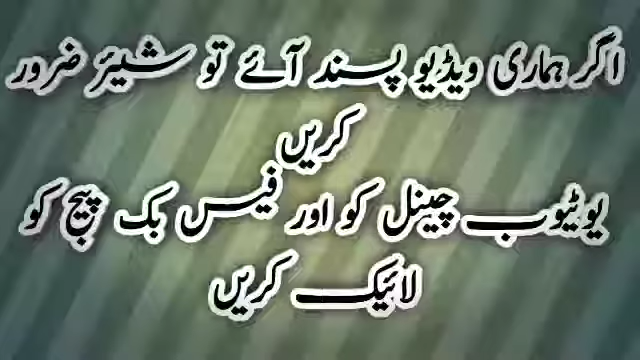 اگر ہماری ویڈیو پسند آئے تو شیئر ضرور
کریں
یوٹیوب چینل کو اور فیس بک پیج کو
لائیک کریں